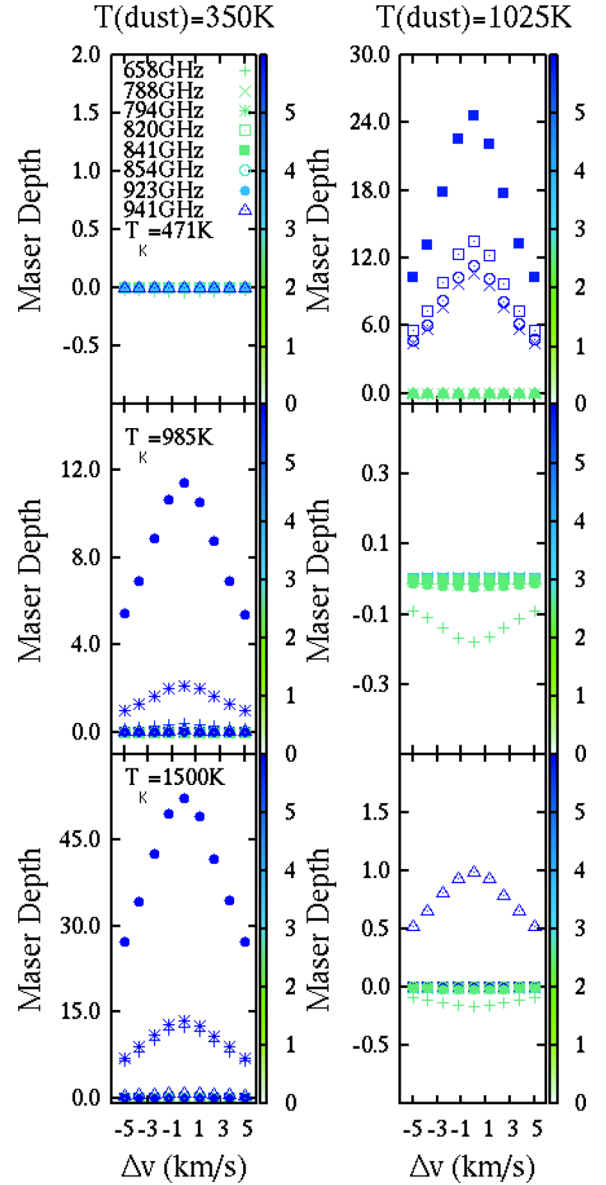 T(dust)=350K T(dust)=1025K
Maser Depth
2.0
1.5
1.0
0.5
0.0
-0.5
658GHz
788GHz
794GHz
820GHz
841GHz
854GHz
923GHz
941GHz
T =471K
K
5
4
3
2
1
0
Maser Depth
30.0
24.0
18.0
12.0
6.0
0.0
5
4
3
2
1
0
Maser Depth
12.0
8.0
4.0
0.0
T =985K
K
5
4
3
2
1
0
Maser Depth
0.3
0.1
-0.1
-0.3
5
4
3
2
1
0
Maser Depth
45.0
30.0
15.0
0.0
T =1500K
K
5
4
3
2
1
0
Maser Depth
1.5
1.0
0.5
0.0
-0.5
-1.0
5
4
3
2
1
0
-5 -3 -1 1 3 5
Δv (km/s)
-5 -3 -1 1 3 5
Δv (km/s)